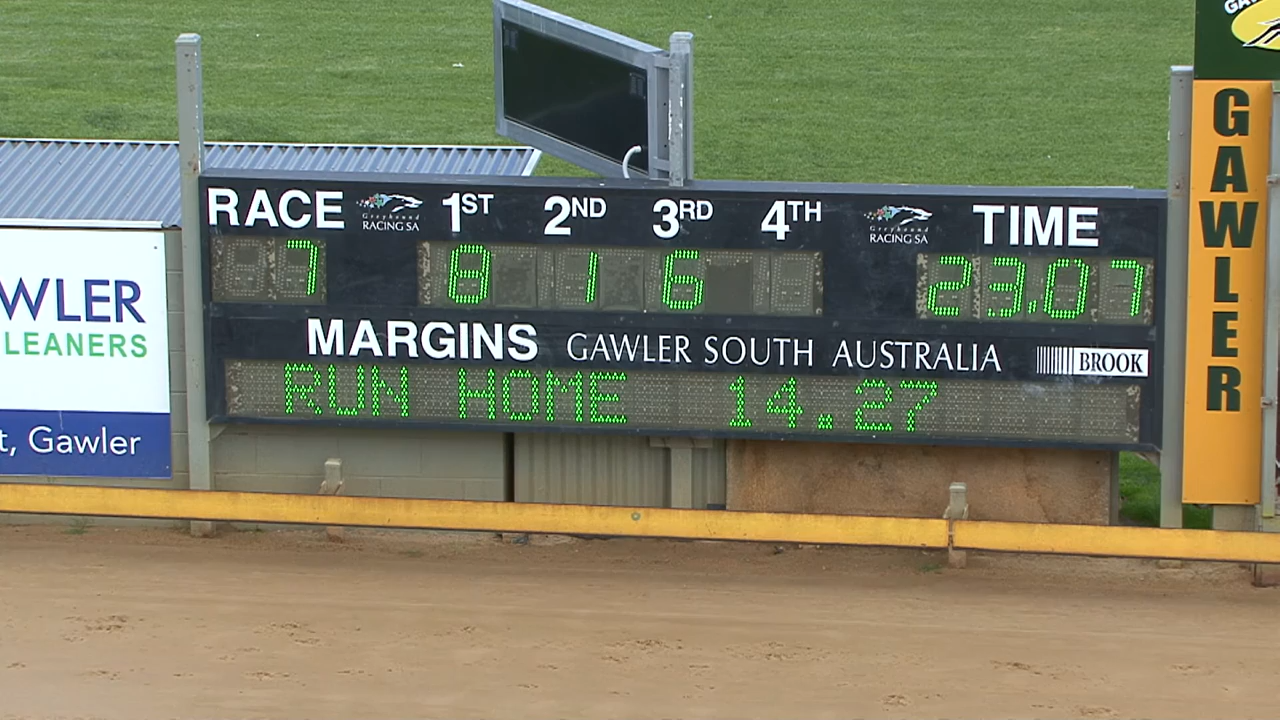 RACE 1ST 2ND 3RD 4TH TIME
Greyhound RACING SA
Greyhound RACING SA
7 8 1 6 23.07
MARGINS GAWLER SOUTH AUSTRALIA BROOK
RUN HOME 14.27
WLER
LEANERS
t, Gawler
GA
GAWLER